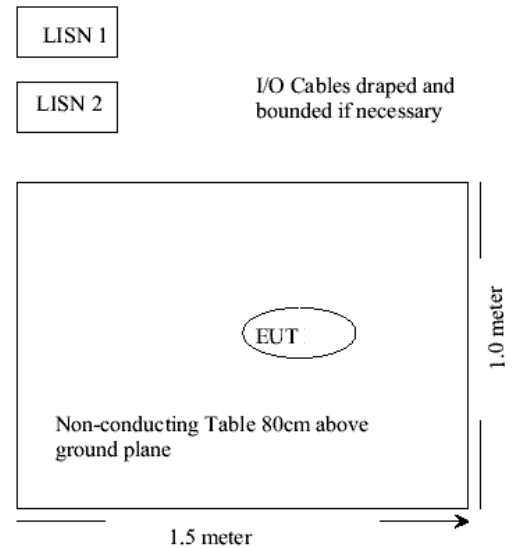 LISN 1
LISN 2
I/O Cables draped and
bounded if necessary
EUT
1.0 meter
Non-conducting Table 80cm above
ground plane
1.5 meter